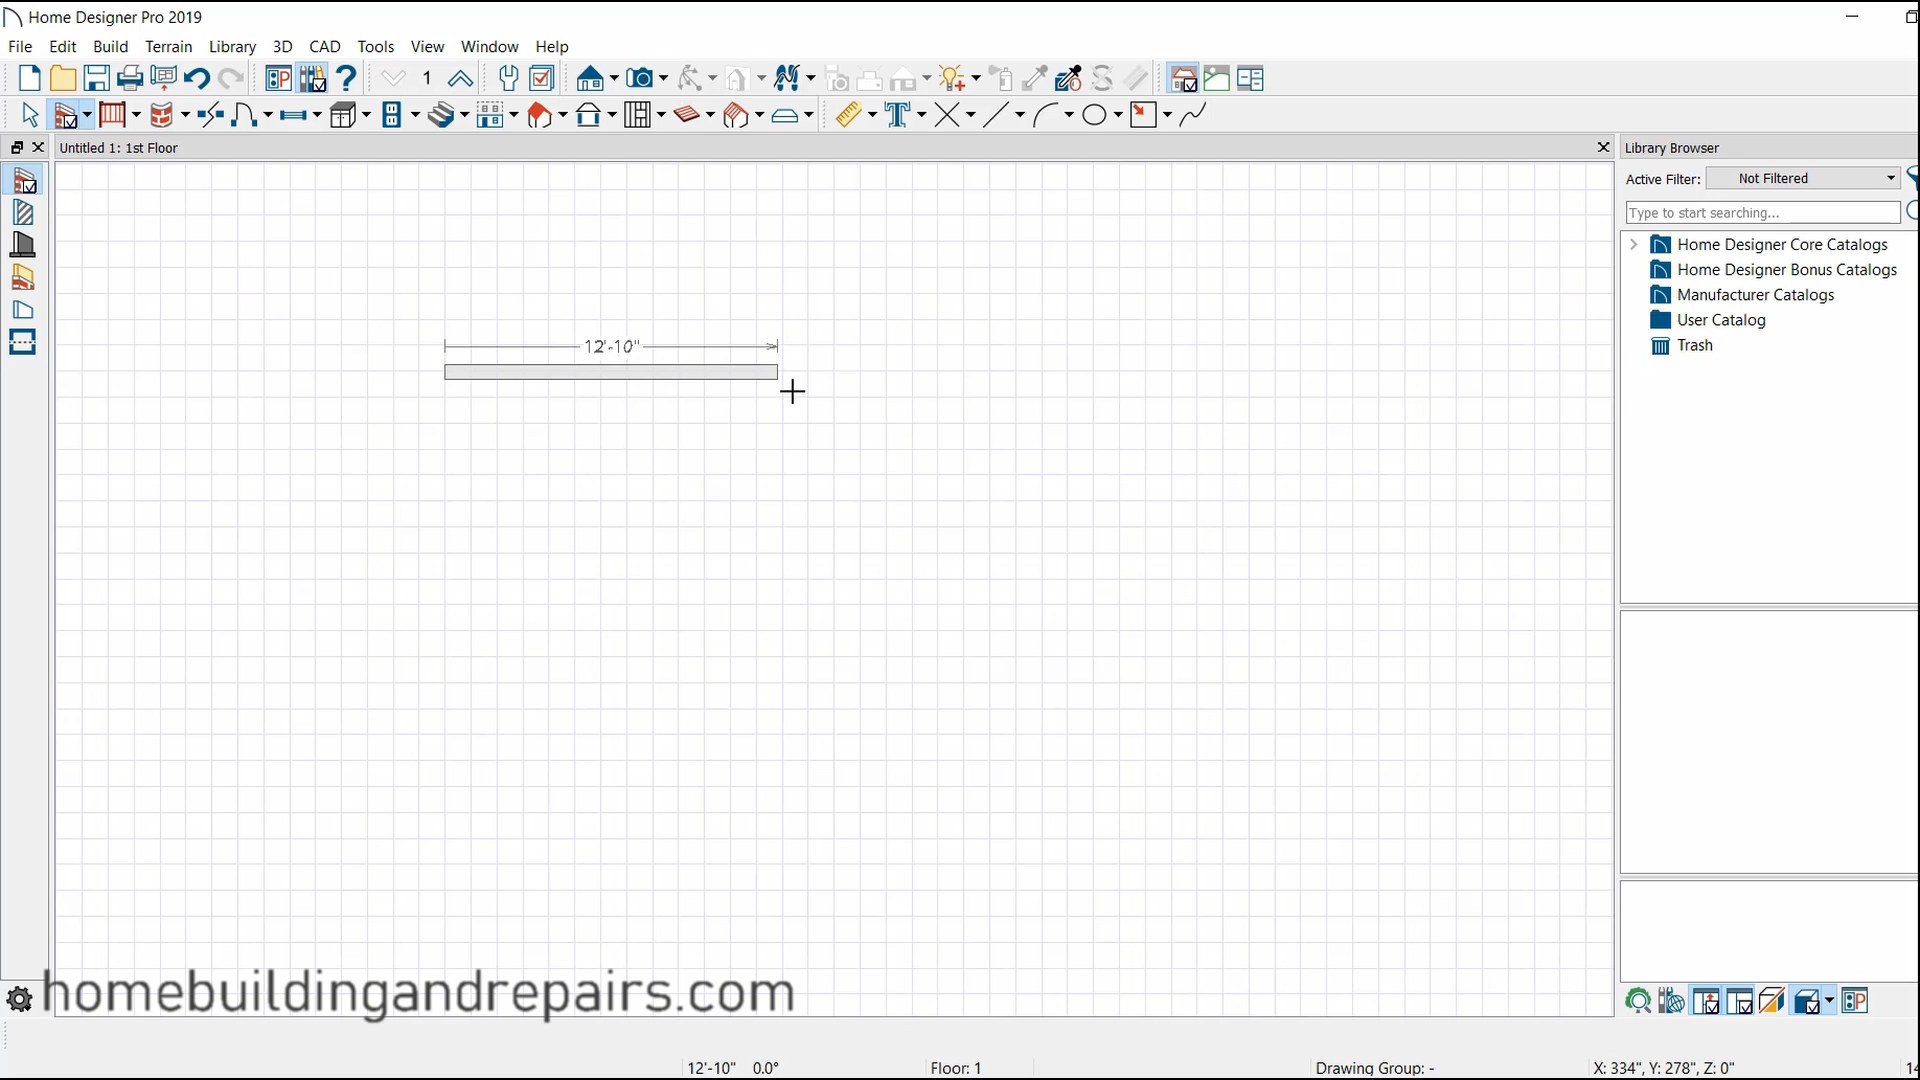 Home Designer Pro 2019
File Edit Build Terrain Library 3D CAD Tools View Window Help
1
Untitled 1: 1st Floor
Library Browser
Active Filter: Not Filtered
Type to start searching...
Home Designer Core Catalogs
Home Designer Bonus Catalogs
Manufacturer Catalogs
User Catalog
Trash
12'-10"
homebuildingandrepairs.com
12'-10" 0.0° Floor: 1 Drawing Group: - X: 334", Y: 278", Z: 0" 14